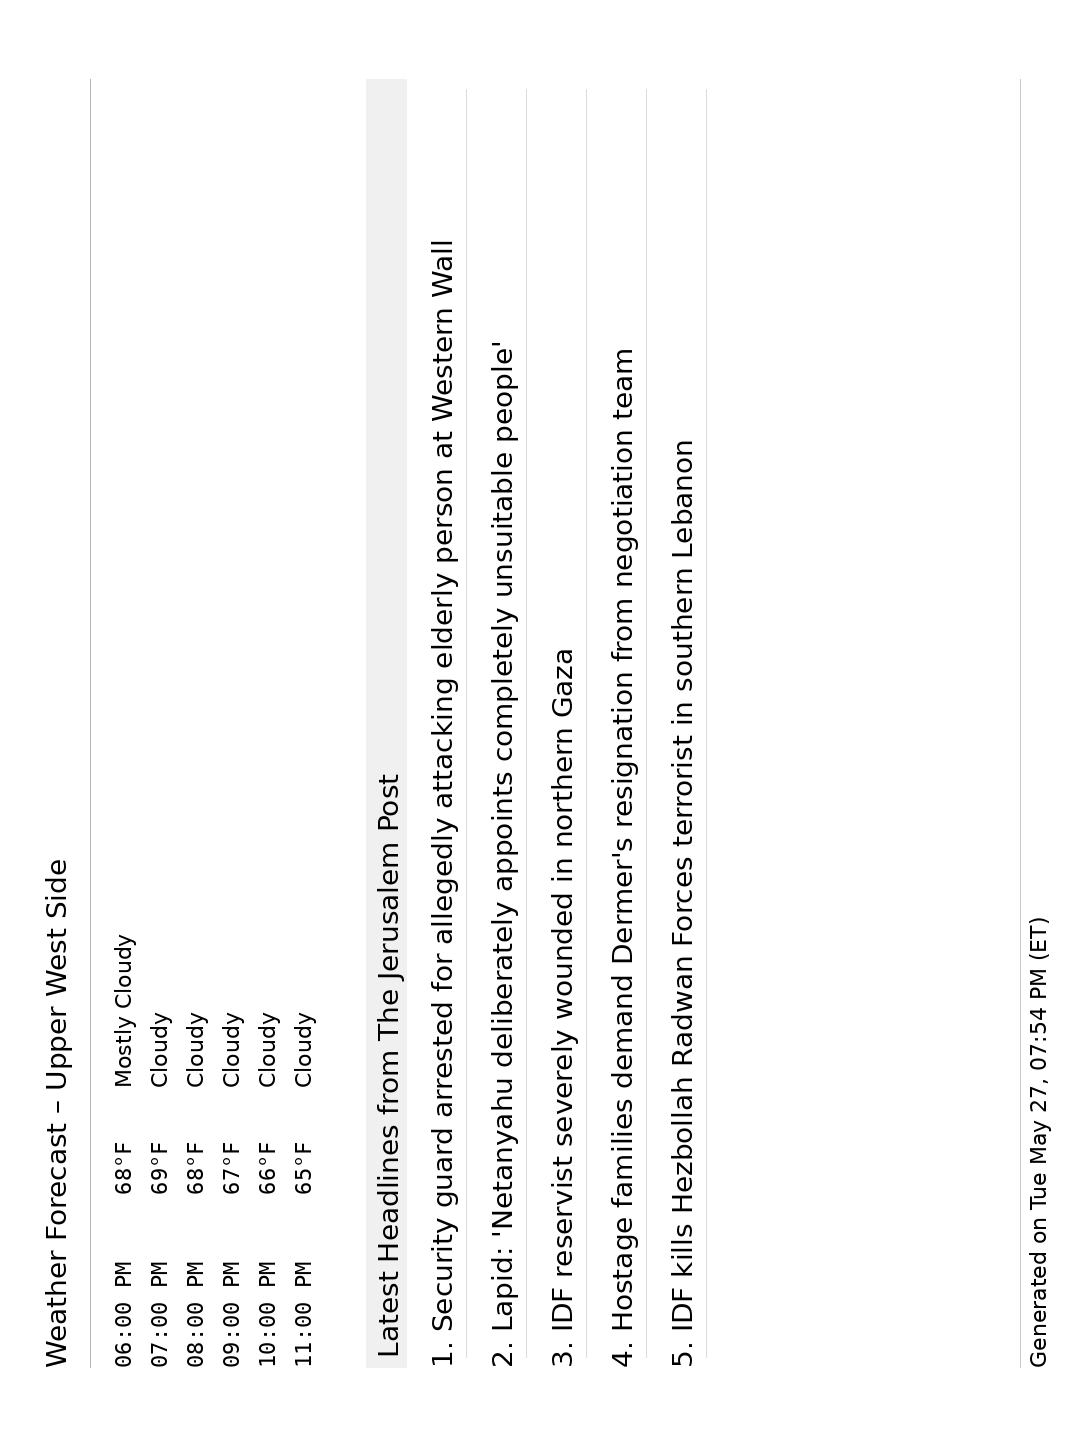 Weather Forecast – Upper West Side
06:00 PM 68°F Mostly Cloudy
07:00 PM 69°F Cloudy
08:00 PM 68°F Cloudy
09:00 PM 67°F Cloudy
10:00 PM 66°F Cloudy
11:00 PM 65°F Cloudy
Latest Headlines from The Jerusalem Post
1. Security guard arrested for allegedly attacking elderly person at Western Wall
2. Lapid: 'Netanyahu deliberately appoints completely unsuitable people'
3. IDF reservist severely wounded in northern Gaza
4. Hostage families demand Dermer's resignation from negotiation team
5. IDF kills Hezbollah Radwan Forces terrorist in southern Lebanon
Generated on Tue May 27, 07:54 PM (ET)